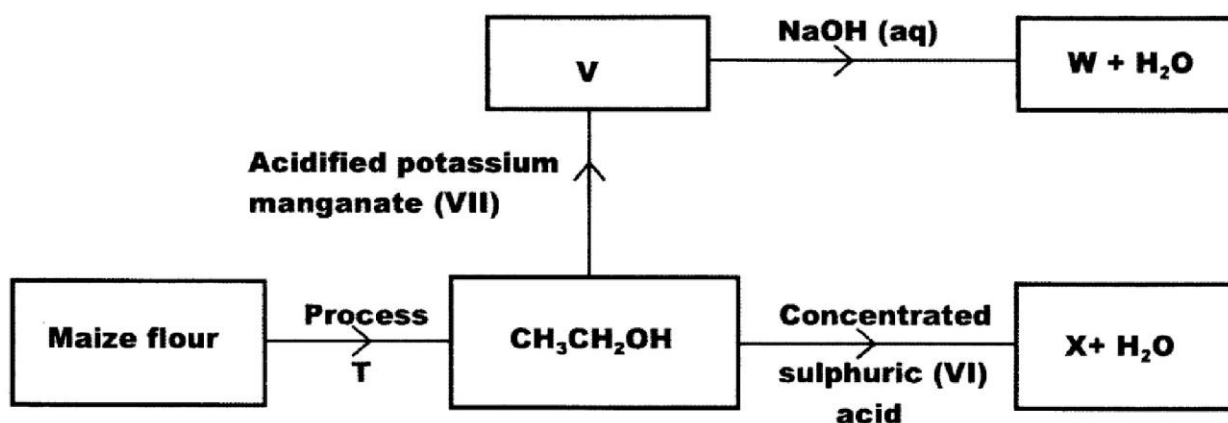 NaOH (aq)
V
W + H₂O
Acidified potassium
manganate (VII)
Maize flour
Process
T
CH₃CH₂OH
Concentrated
sulphuric (VI)
acid
X+ H₂O